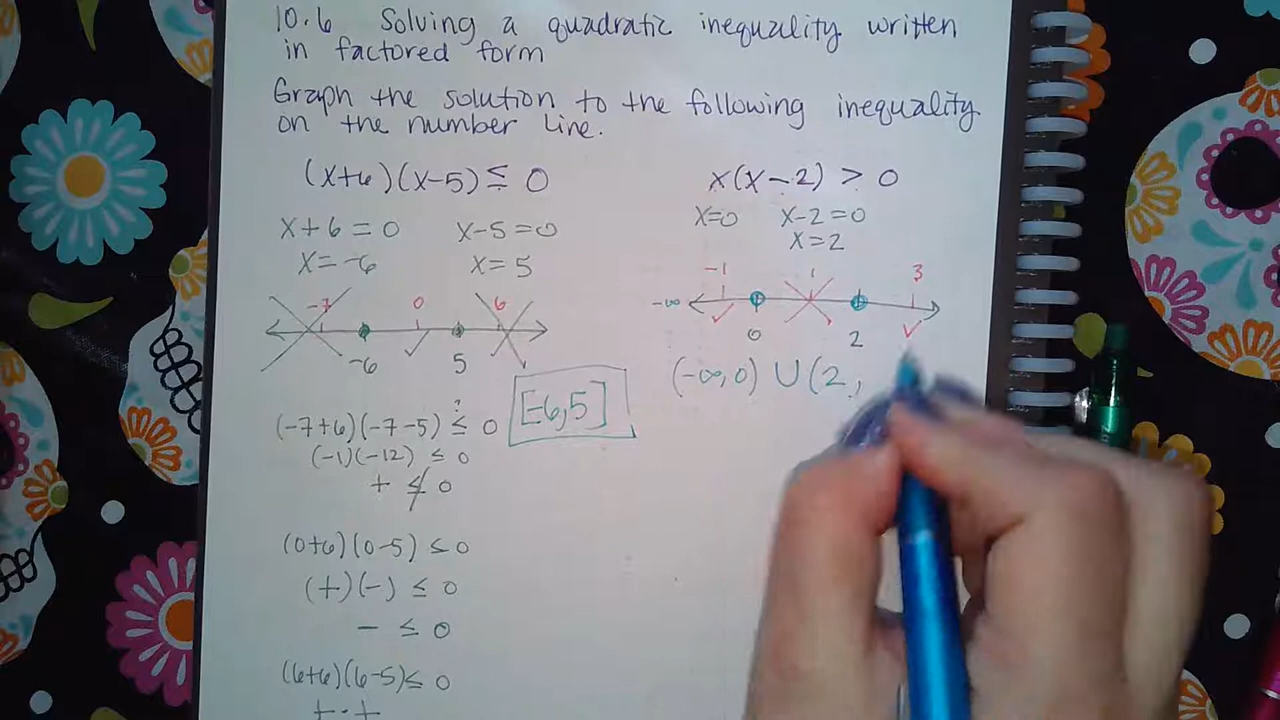 10.6 Solving a quadratic inequality written
in factored form
Graph the solution to the following inequality
on the number line.
(x+6)(x-5) ≤ 0
x+6=0 x-5=0
x=-6 x=5
-7 0 6
-6 5
(-7+6)(-7-5) ≤ 0
?
(-1)(-12) ≤ 0
+ ≰ 0
[-6,5]
(0+6)(0-5) ≤ 0
(+)(-) ≤ 0
- ≤ 0
(6+6)(6-5) ≤ 0
+ · +
x(x-2) > 0
x=0 x-2=0
x=2
-1 1 3
-∞
0 2
(-∞,0) ∪ (2,